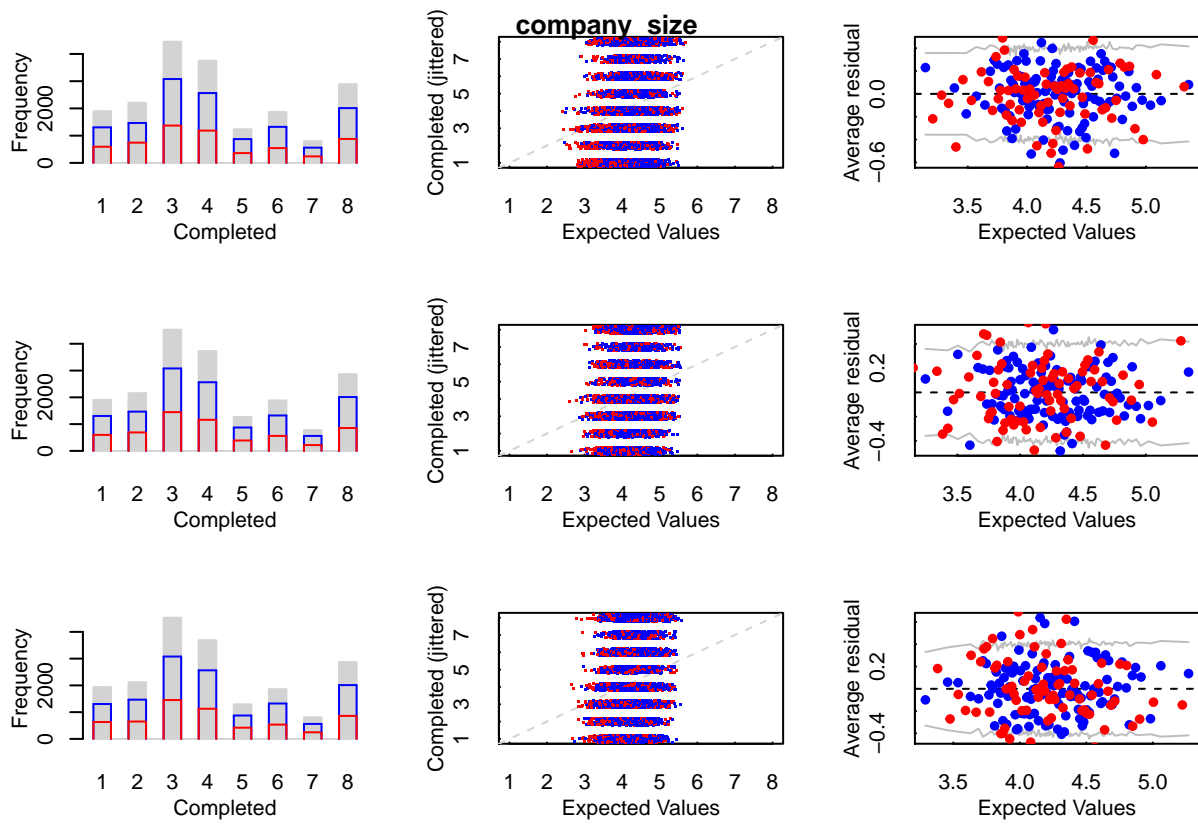 company_size
Frequency
0 2000
1 2 3 4 5 6 7 8
Completed
Completed (jittered)
1 3 5 7
1 2 3 4 5 6 7 8
Expected Values
Average residual
−0.6 0.0
3.5 4.0 4.5 5.0
Expected Values
Frequency
0 2000
1 2 3 4 5 6 7 8
Completed
Completed (jittered)
1 3 5 7
1 2 3 4 5 6 7 8
Expected Values
Average residual
−0.4 0.2
3.5 4.0 4.5 5.0
Expected Values
Frequency
0 2000
1 2 3 4 5 6 7 8
Completed
Completed (jittered)
1 3 5 7
1 2 3 4 5 6 7 8
Expected Values
Average residual
−0.4 0.2
3.5 4.0 4.5 5.0
Expected Values